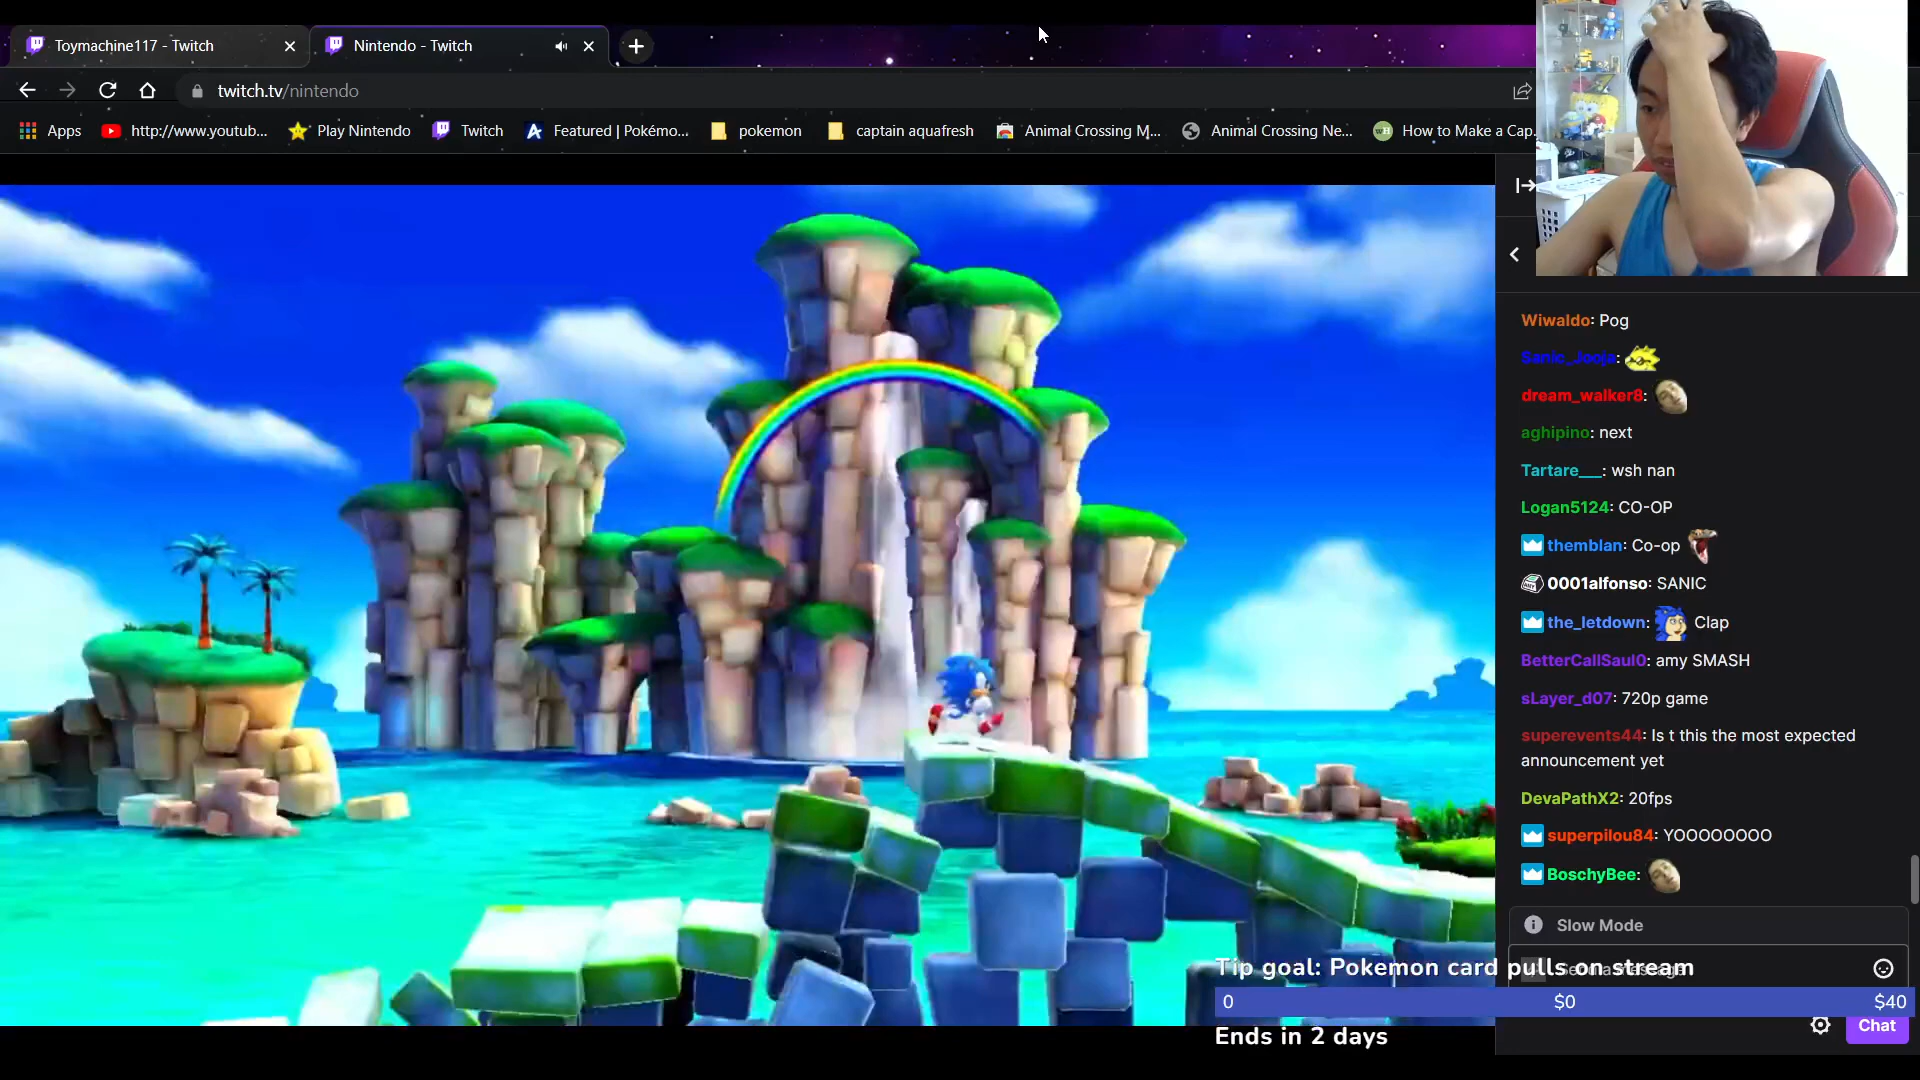 Toymachine117 - Twitch
Nintendo - Twitch
twitch.tv/nintendo
Apps
http://www.youtub...
Play Nintendo
Twitch
Featured | Pokémo...
pokemon
captain aquafresh
Animal Crossing M...
Animal Crossing Ne...
How to Make a Cap...
Wiwaldo: Pog
Sanic_Jooja:
dream_walker8:
aghipino: next
Tartare___: wsh nan
Logan5124: CO-OP
themblan: Co-op
0001alfonso: SANIC
the_letdown: Clap
BetterCallSaul0: amy SMASH
sLayer_d07: 720p game
superevents44: Is t this the most expected
announcement yet
DevaPathX2: 20fps
superpilou84: YOOOOOOOO
BoschyBee:
Slow Mode
Tip goal: Pokemon card pulls on stream
0 $0 $40
Ends in 2 days
Chat